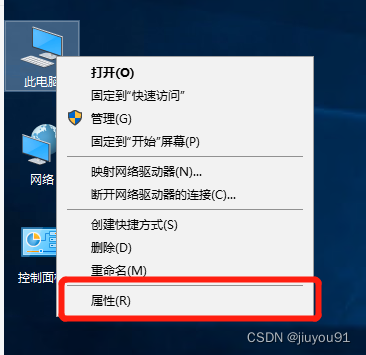 此电脑
打开(O)
固定到"快速访问"
管理(G)
固定到"开始"屏幕(P)
网络
映射网络驱动器(N)...
断开网络驱动器的连接(C)...
创建快捷方式(S)
删除(D)
重命名(M)
控制面
属性(R)
CSDN @jiuyou91